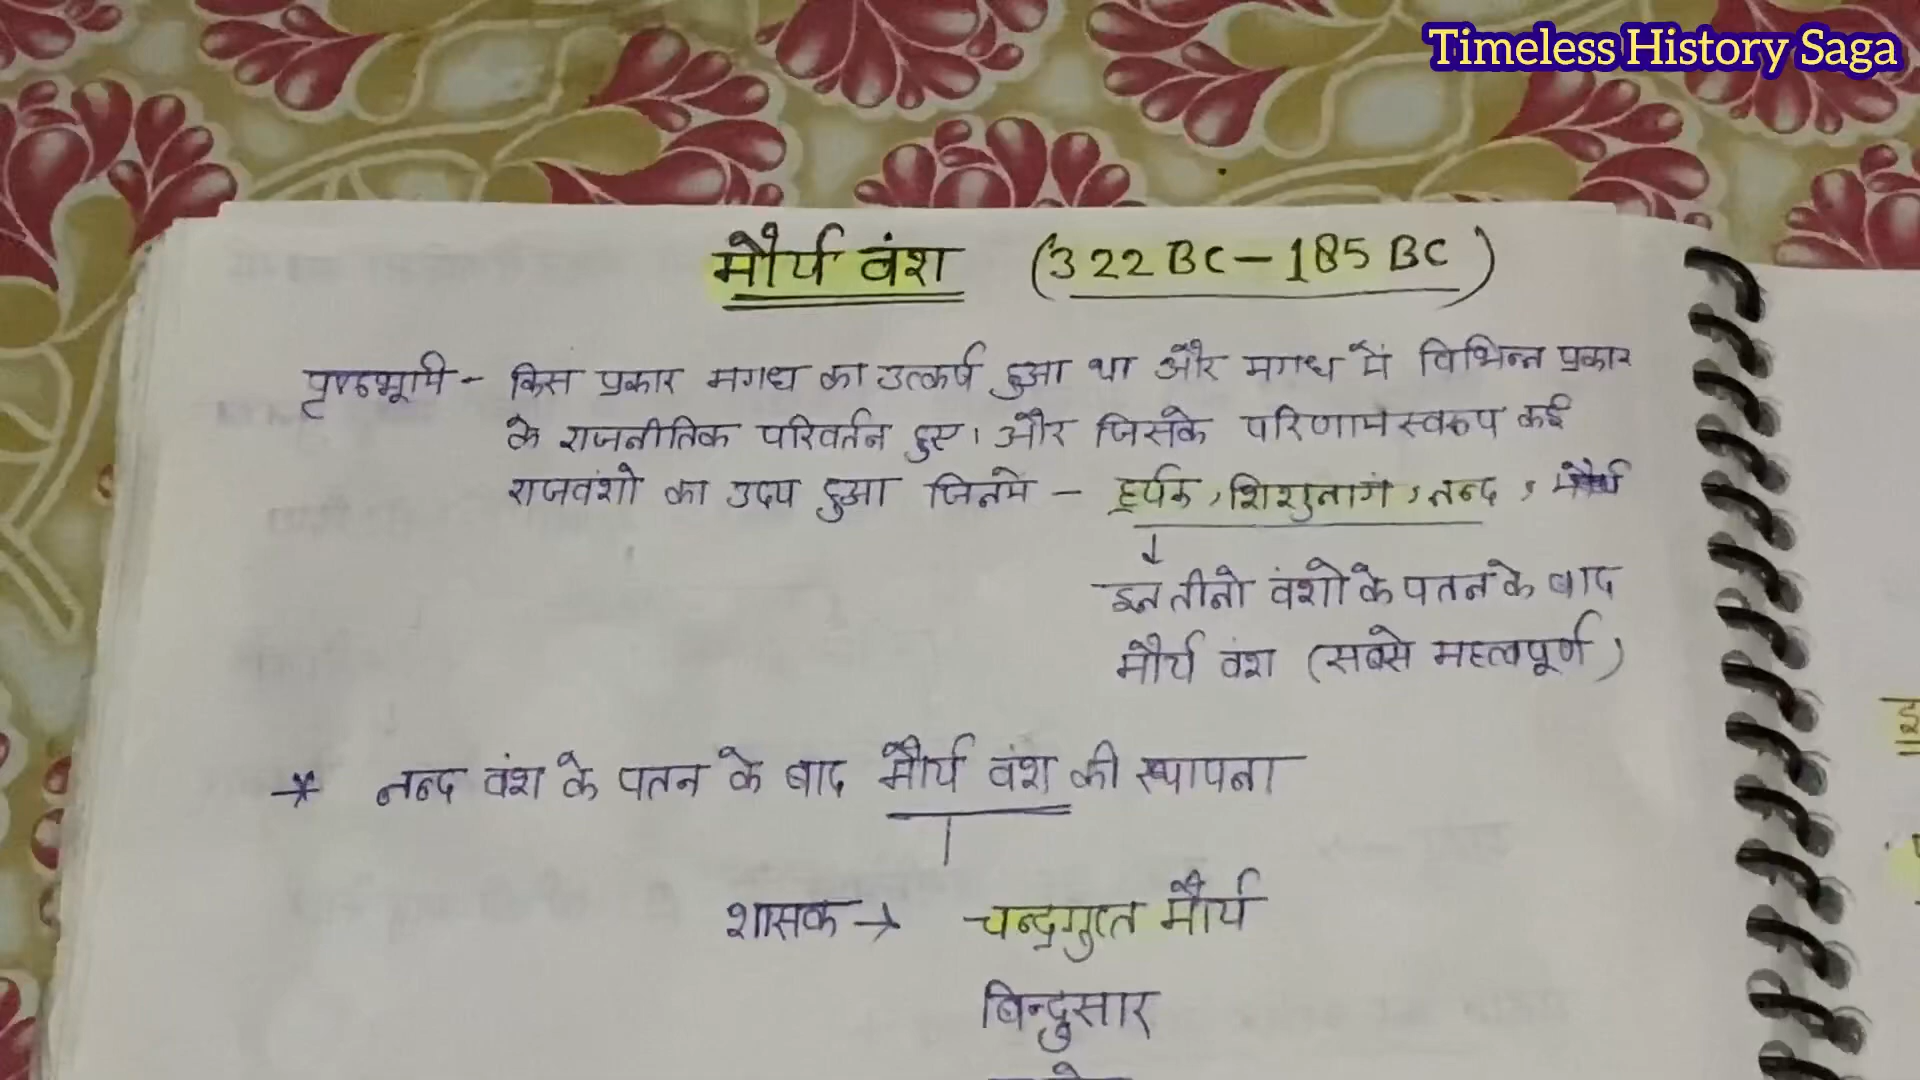 Timeless History Saga
मौर्य वंश (322 BC - 185 BC)
पृष्ठभूमि - किस प्रकार मगध का उत्कर्ष हुआ था और मगध में विभिन्न प्रकार
के राजनीतिक परिवर्तन हुए। और जिसके परिणामस्वरुप कई
राजवंशो का उदय हुआ जिनमे - हर्यक, शिशुनाग, नन्द, मौर्य
इन तीनो वंशो के पतन के बाद
मौर्य वंश (सबसे महत्वपूर्ण)
नन्द वंश के पतन के बाद मौर्य वंश की स्थापना
शासक → चन्द्रगुप्त मौर्य
बिन्दुसार